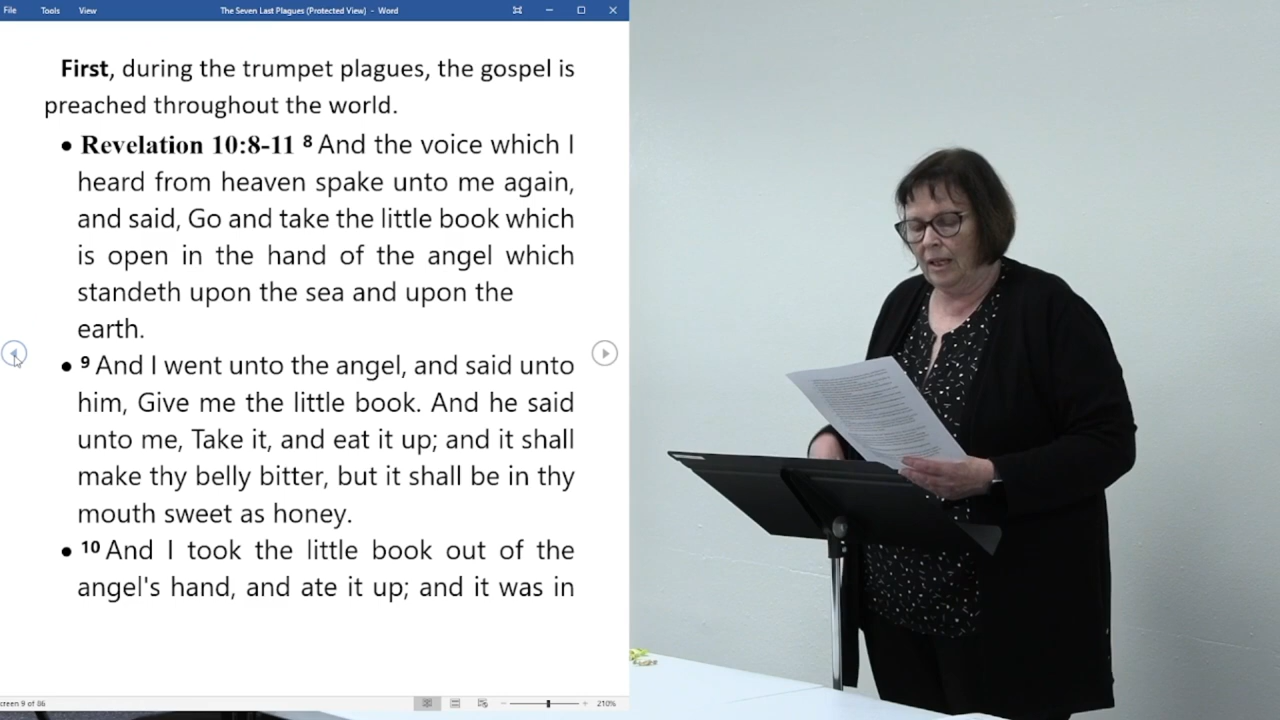 File Tools View The Seven Last Plagues (Protected View) - Word
First, during the trumpet plagues, the gospel is
preached throughout the world.
• Revelation 10:8-11 8 And the voice which I
heard from heaven spake unto me again,
and said, Go and take the little book which
is open in the hand of the angel which
standeth upon the sea and upon the
earth.
• 9 And I went unto the angel, and said unto
him, Give me the little book. And he said
unto me, Take it, and eat it up; and it shall
make thy belly bitter, but it shall be in thy
mouth sweet as honey.
• 10 And I took the little book out of the
angel's hand, and ate it up; and it was in
creen 9 of 86 210%